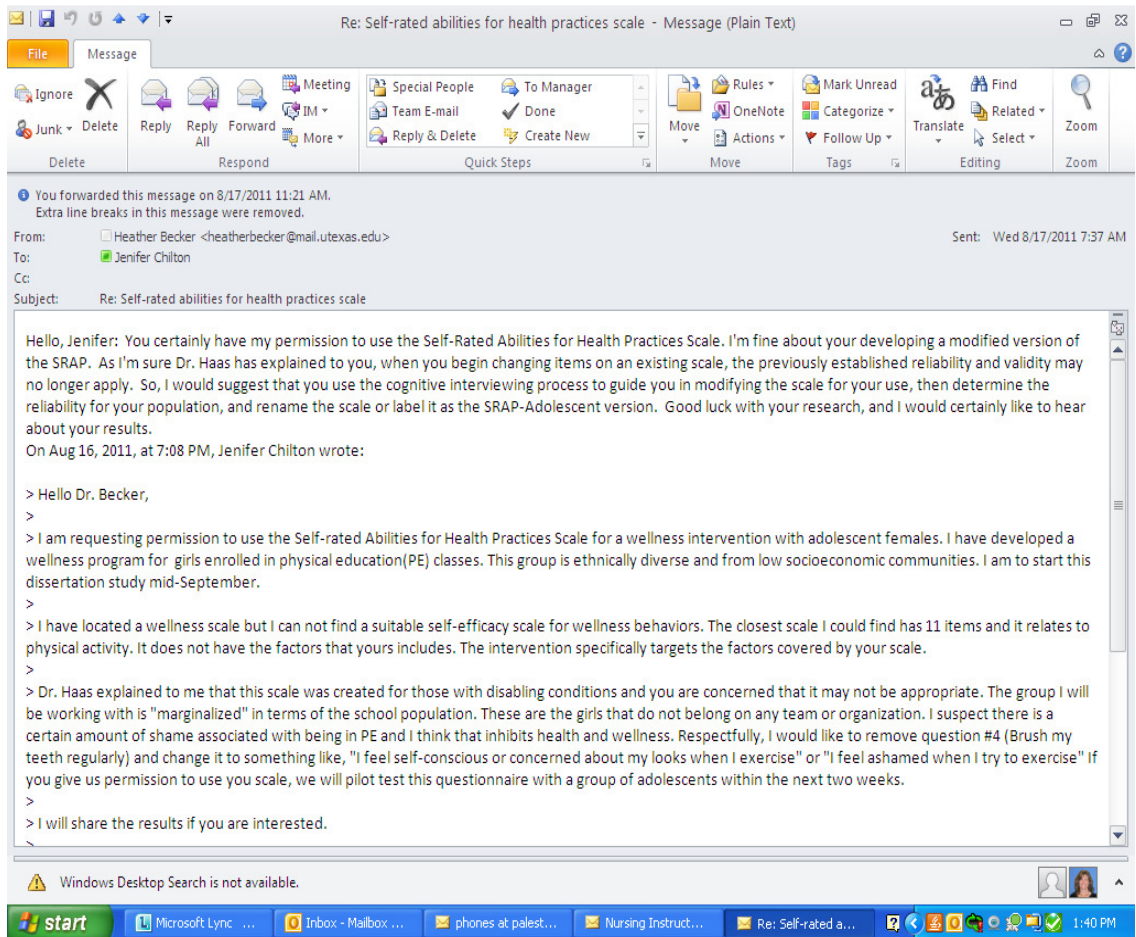 Re: Self-rated abilities for health practices scale - Message (Plain Text)
File Message
Ignore
Junk
Delete
Reply
Reply All
Forward
Meeting
IM
More
Special People
Team E-mail
Reply & Delete
To Manager
Done
Create New
Move
Rules
OneNote
Actions
Mark Unread
Categorize
Follow Up
Translate
Find
Related
Select
Zoom
Delete Respond Quick Steps Move Tags Editing Zoom
You forwarded this message on 8/17/2011 11:21 AM.
Extra line breaks in this message were removed.
From: Heather Becker <heatherbecker@mail.utexas.edu> Sent: Wed 8/17/2011 7:37 AM
To: Jenifer Chilton
Cc:
Subject: Re: Self-rated abilities for health practices scale
Hello, Jenifer: You certainly have my permission to use the Self-Rated Abilities for Health Practices Scale. I'm fine about your developing a modified version of
the SRAP. As I'm sure Dr. Haas has explained to you, when you begin changing items on an existing scale, the previously established reliability and validity may
no longer apply. So, I would suggest that you use the cognitive interviewing process to guide you in modifying the scale for your use, then determine the
reliability for your population, and rename the scale or label it as the SRAP-Adolescent version. Good luck with your research, and I would certainly like to hear
about your results.
On Aug 16, 2011, at 7:08 PM, Jenifer Chilton wrote:
> Hello Dr. Becker,
>
> I am requesting permission to use the Self-rated Abilities for Health Practices Scale for a wellness intervention with adolescent females. I have developed a
wellness program for girls enrolled in physical education(PE) classes. This group is ethnically diverse and from low socioeconomic communities. I am to start this
dissertation study mid-September.
>
> I have located a wellness scale but I can not find a suitable self-efficacy scale for wellness behaviors. The closest scale I could find has 11 items and it relates to
physical activity. It does not have the factors that yours includes. The intervention specifically targets the factors covered by your scale.
>
> Dr. Haas explained to me that this scale was created for those with disabling conditions and you are concerned that it may not be appropriate. The group I will
be working with is "marginalized" in terms of the school population. These are the girls that do not belong on any team or organization. I suspect there is a
certain amount of shame associated with being in PE and I think that inhibits health and wellness. Respectfully, I would like to remove question #4 (Brush my
teeth regularly) and change it to something like, "I feel self-conscious or concerned about my looks when I exercise" or "I feel ashamed when I try to exercise" If
you give us permission to use you scale, we will pilot test this questionnaire with a group of adolescents within the next two weeks.
>
> I will share the results if you are interested.
>
Windows Desktop Search is not available.
start Microsoft Lync ... Inbox - Mailbox ... phones at palest... Nursing Instruct... Re: Self-rated a... 1:40 PM